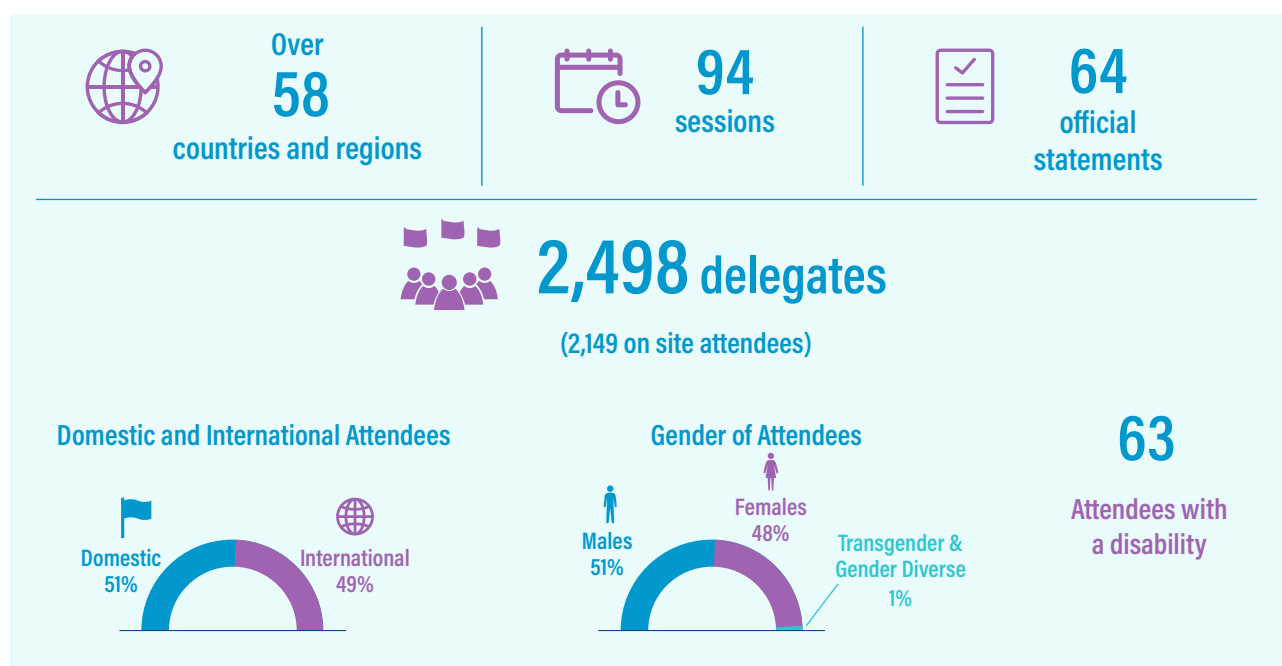 Over
58
countries and regions
94
sessions
64
official
statements
2,498 delegates
(2,149 on site attendees)
Domestic and International Attendees
Domestic
51%
International
49%
Gender of Attendees
Males
51%
Females
48%
Transgender &
Gender Diverse
1%
63
Attendees with
a disability